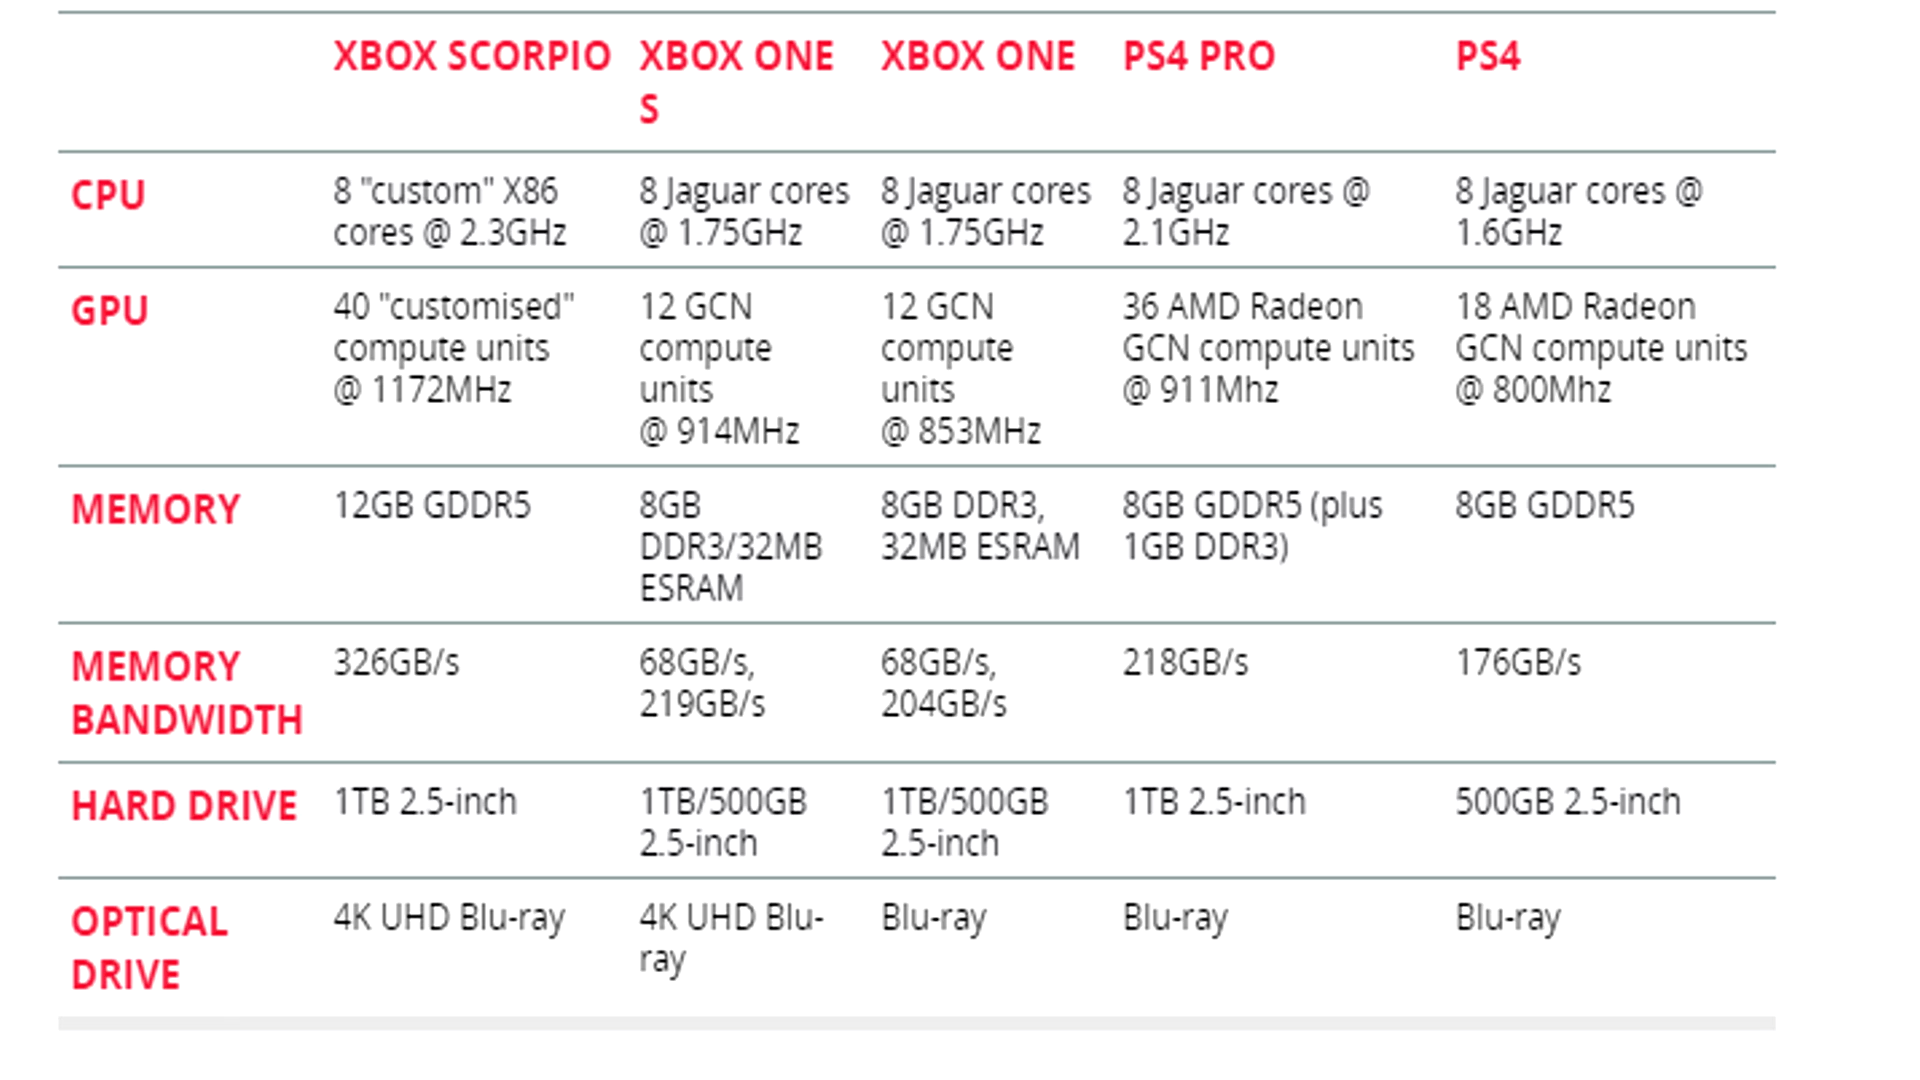 XBOX SCORPIO XBOX ONE XBOX ONE PS4 PRO PS4
S
CPU 8 "custom" X86 8 Jaguar cores 8 Jaguar cores 8 Jaguar cores @ 8 Jaguar cores @
cores @ 2.3GHz @ 1.75GHz @ 1.75GHz 2.1GHz 1.6GHz
GPU 40 "customised" 12 GCN 12 GCN 36 AMD Radeon 18 AMD Radeon
compute units compute compute GCN compute units GCN compute units
@ 1172MHz units units @ 911Mhz @ 800Mhz
@ 914MHz @ 853MHz
MEMORY 12GB GDDR5 8GB 8GB DDR3, 8GB GDDR5 (plus 8GB GDDR5
DDR3/32MB 32MB ESRAM 1GB DDR3)
ESRAM
MEMORY 326GB/s 68GB/s, 68GB/s, 218GB/s 176GB/s
BANDWIDTH 219GB/s 204GB/s
HARD DRIVE 1TB 2.5-inch 1TB/500GB 1TB/500GB 1TB 2.5-inch 500GB 2.5-inch
2.5-inch 2.5-inch
OPTICAL 4K UHD Blu-ray 4K UHD Blu- Blu-ray Blu-ray Blu-ray
DRIVE ray